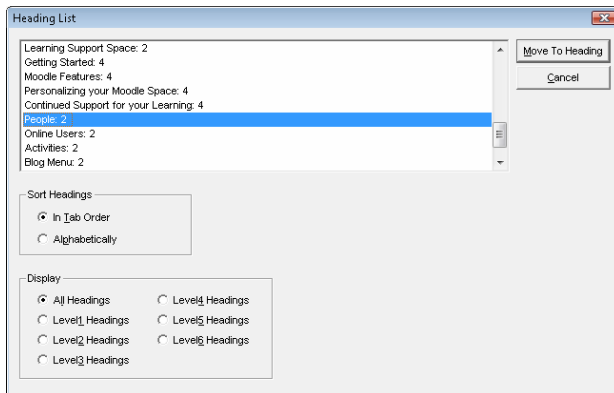 Heading List
Learning Support Space: 2
Getting Started: 4
Moodle Features: 4
Personalizing your Moodle Space: 4
Continued Support for your Learning: 4
People: 2
Online Users: 2
Activities: 2
Blog Menu: 2
Move To Heading
Cancel
Sort Headings
In Tab Order
Alphabetically
Display
All Headings
Level4 Headings
Level1 Headings
Level5 Headings
Level2 Headings
Level6 Headings
Level3 Headings